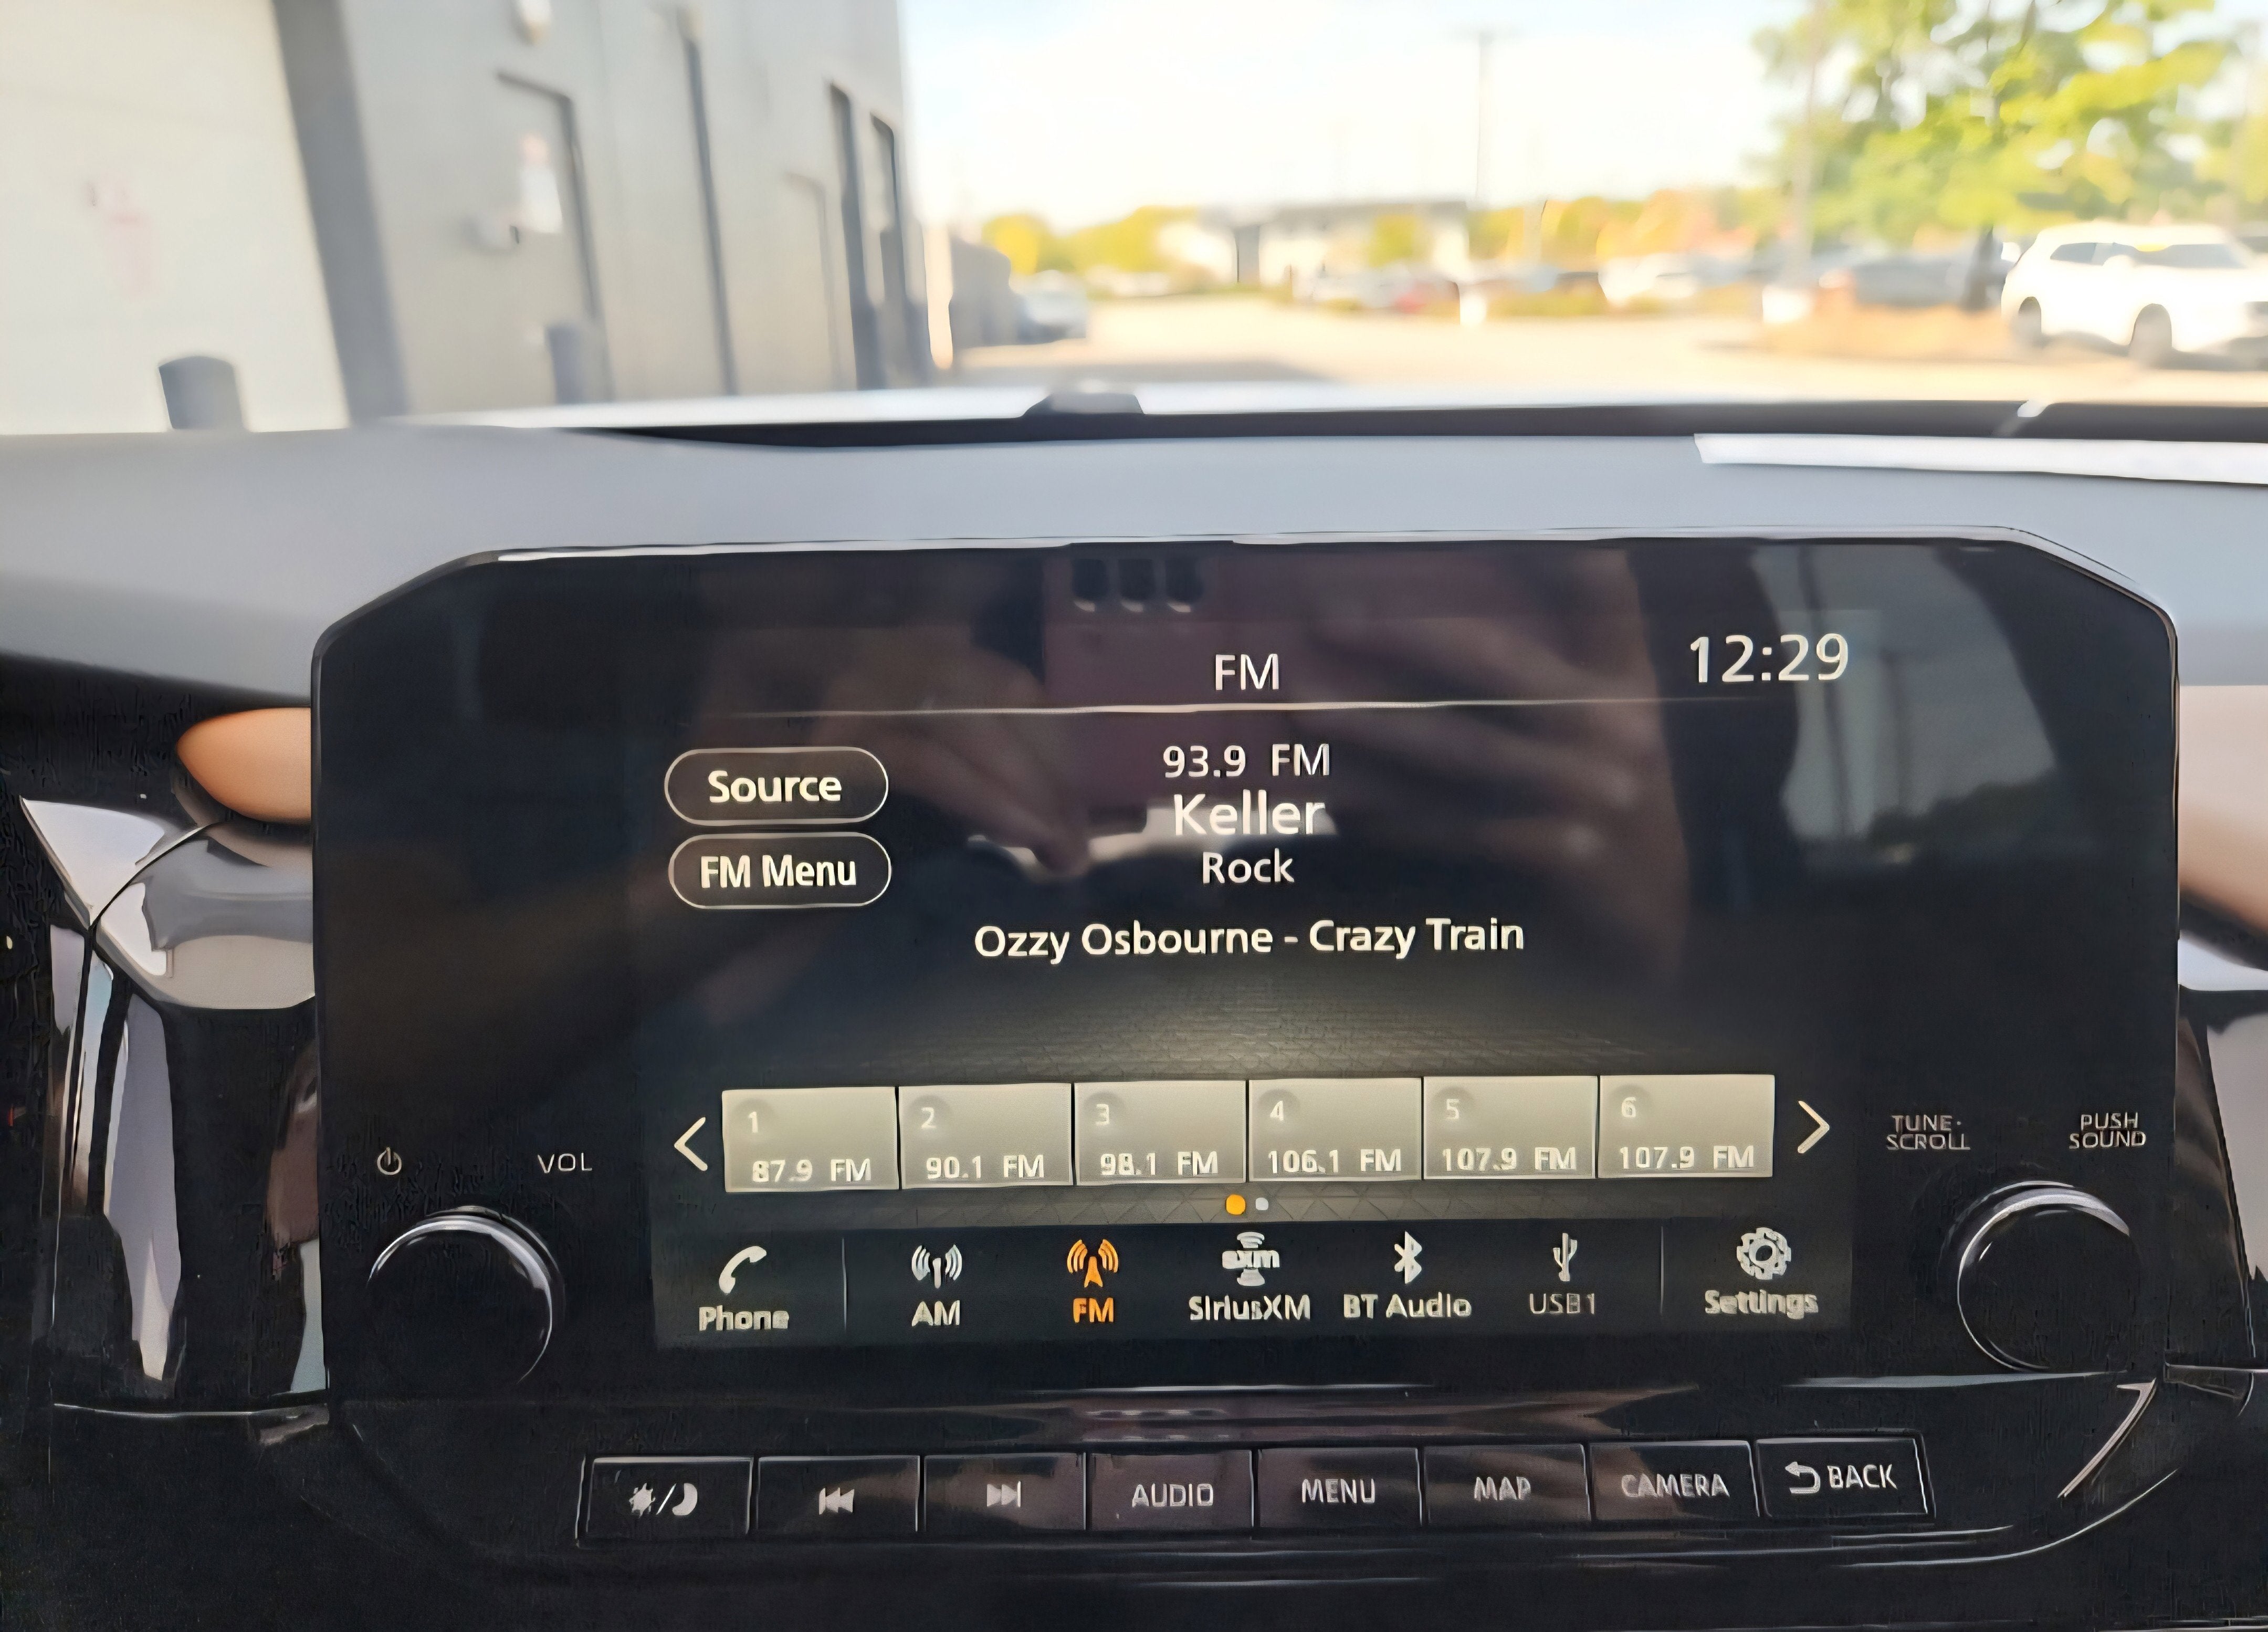 FM
12:29
93.9 FM
Keller
Rock
Ozzy Osbourne - Crazy Train
Source
FM Menu
1 2 3 4 5 6
87.9 FM 90.1 FM 98.1 FM 106.1 FM 107.9 FM 107.9 FM
VOL
TUNE·
SCROLL
PUSH
SOUND
sxm
Phone AM FM SiriusXM BT Audio USB1 Settings
AUDIO MENU MAP CAMERA BACK